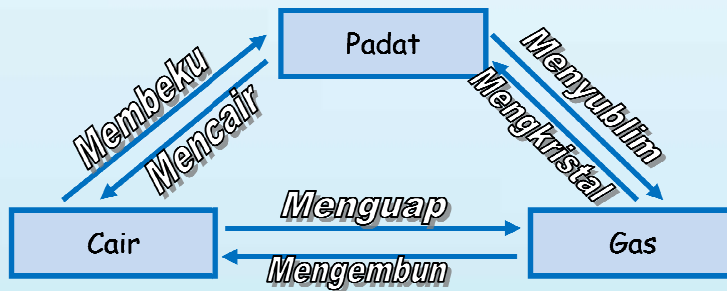 Padat
Membeku
Mencair
Menyublim
Mengkristal
Menguap
Cair
Gas
Mengembun